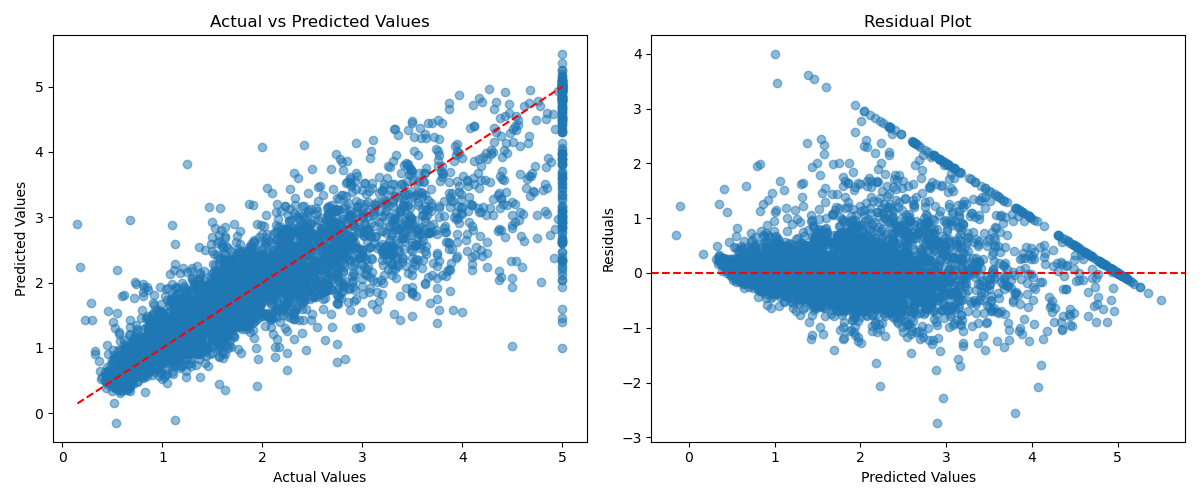 Actual vs Predicted Values
5
4
3
2
1
0
Predicted Values
0 1 2 3 4 5
Actual Values
Residual Plot
4
3
2
1
0
−1
−2
−3
Residuals
0 1 2 3 4 5
Predicted Values